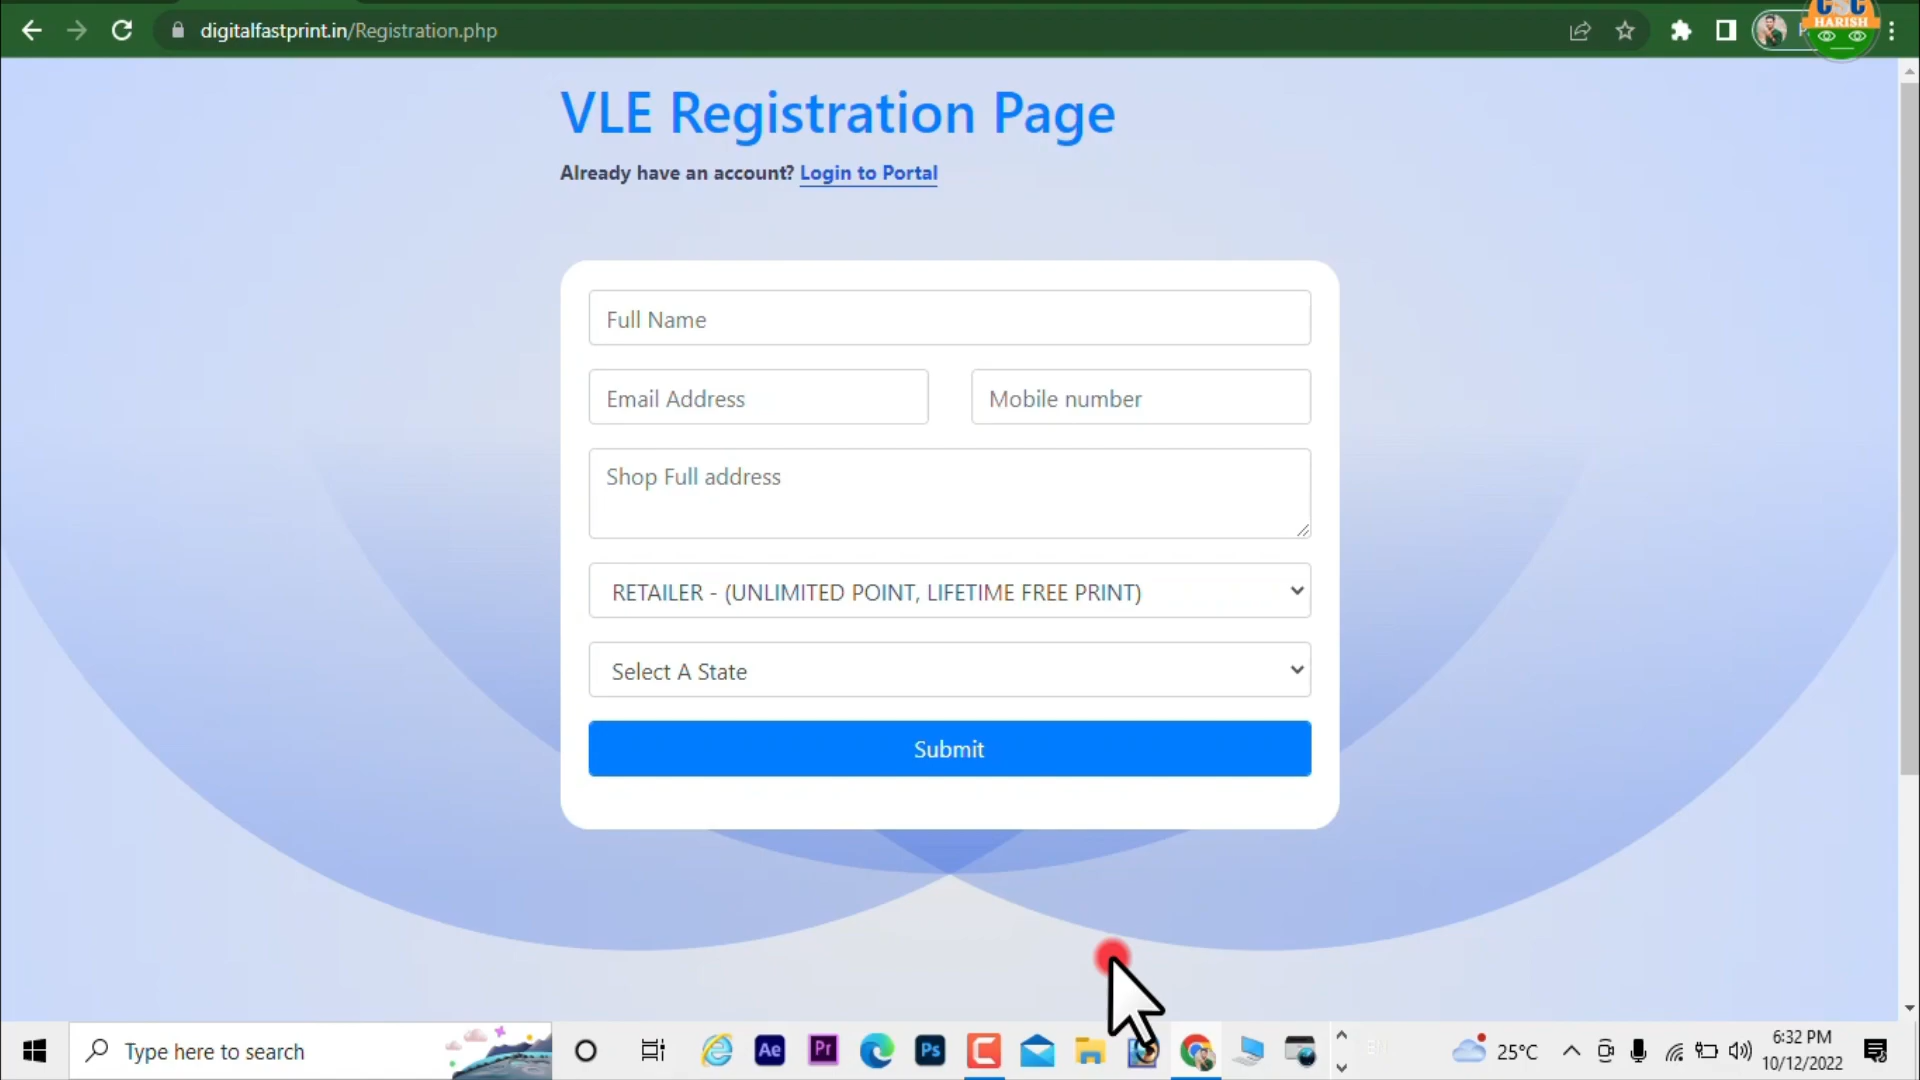 digitalfastprint.in/Registration.php
CSC
HARISH
VLE Registration Page
Already have an account? Login to Portal
Full Name
Email Address
Mobile number
Shop Full address
RETAILER - (UNLIMITED POINT, LIFETIME FREE PRINT)
Select A State
Submit
Type here to search
Ae
Pr
Ps
25°C
6:32 PM
10/12/2022